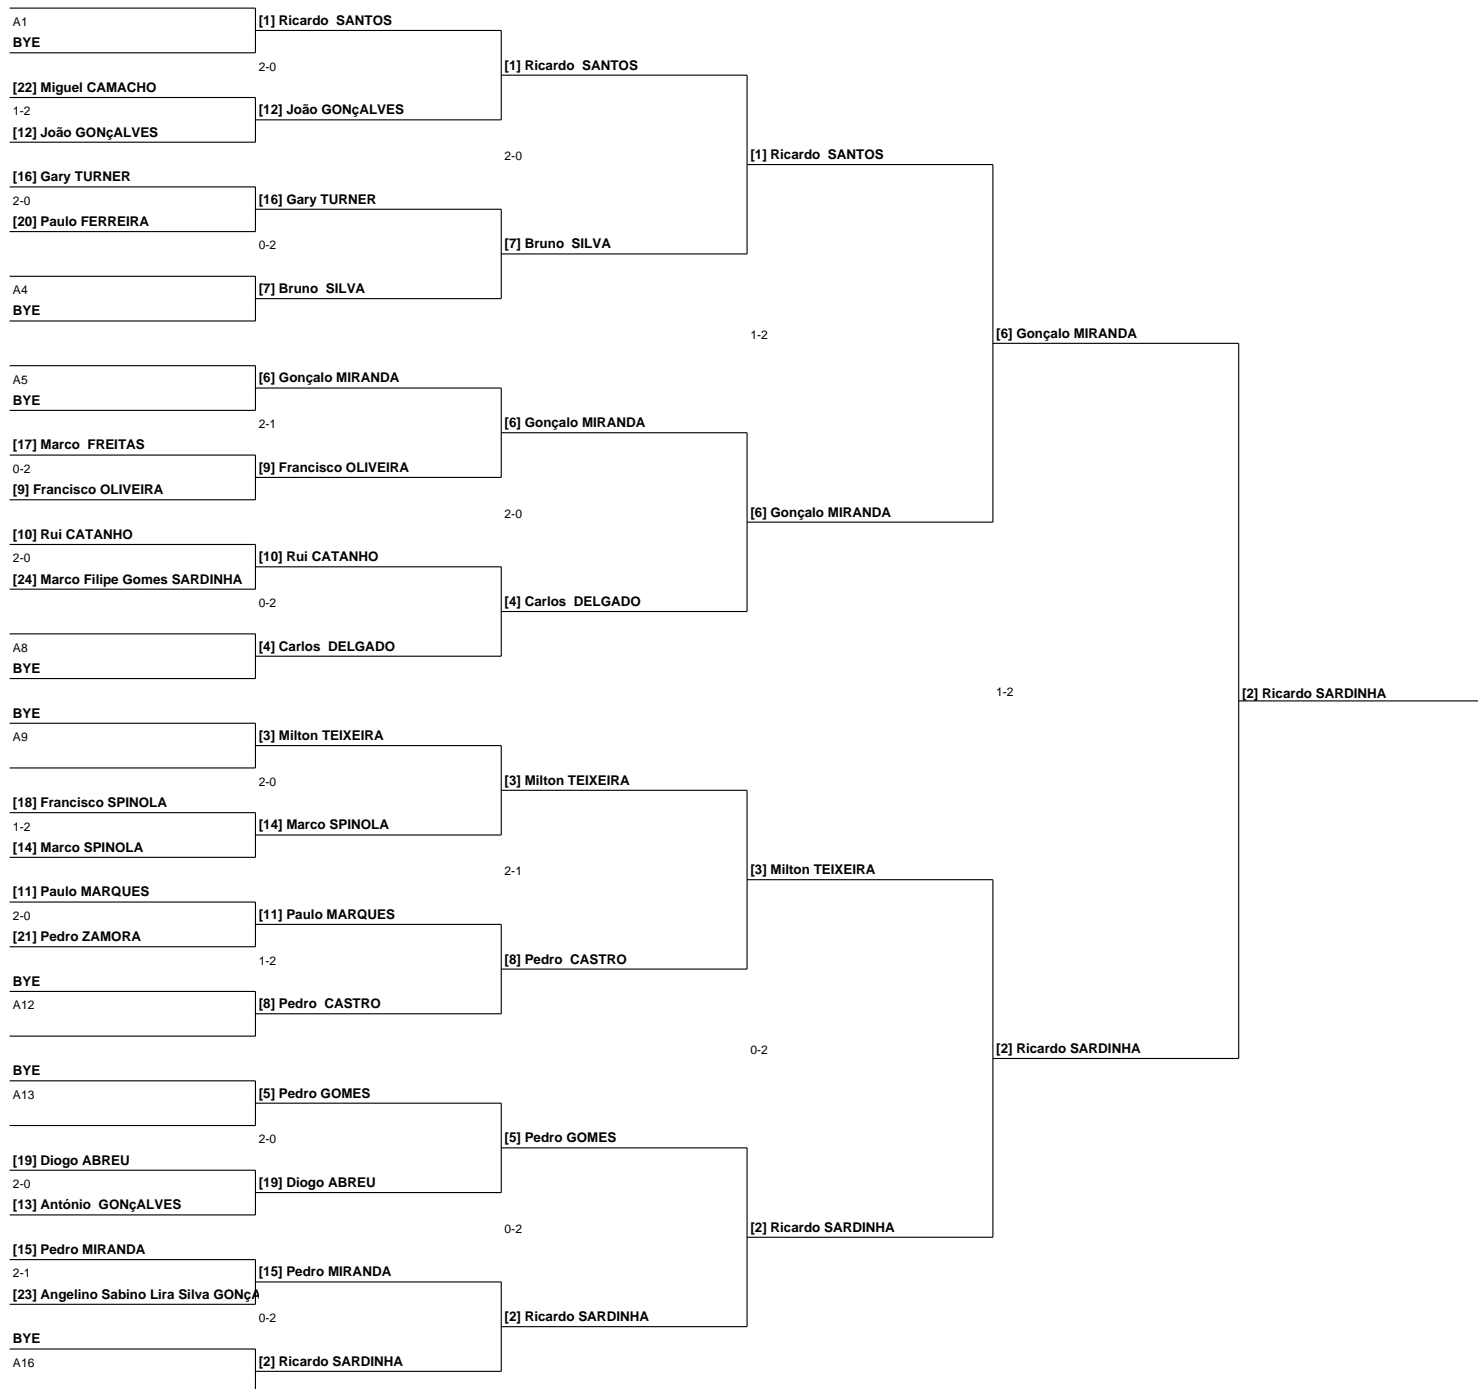 A1
BYE
[22] Miguel CAMACHO
1-2
[12] João GONçALVES
[16] Gary TURNER
2-0
[20] Paulo FERREIRA
A4
BYE
A5
BYE
[17] Marco FREITAS
0-2
[9] Francisco OLIVEIRA
[10] Rui CATANHO
2-0
[24] Marco Filipe Gomes SARDINHA
A8
BYE
BYE
A9
[18] Francisco SPINOLA
1-2
[14] Marco SPINOLA
[11] Paulo MARQUES
2-0
[21] Pedro ZAMORA
BYE
A12
BYE
A13
[19] Diogo ABREU
2-0
[13] António GONçALVES
[15] Pedro MIRANDA
2-1
[23] Angelino Sabino Lira Silva GONçA
BYE
A16
[1] Ricardo SANTOS
2-0
[12] João GONçALVES
[16] Gary TURNER
0-2
[7] Bruno SILVA
[6] Gonçalo MIRANDA
2-1
[9] Francisco OLIVEIRA
[10] Rui CATANHO
0-2
[4] Carlos DELGADO
[3] Milton TEIXEIRA
2-0
[14] Marco SPINOLA
[11] Paulo MARQUES
1-2
[8] Pedro CASTRO
[5] Pedro GOMES
2-0
[19] Diogo ABREU
[15] Pedro MIRANDA
0-2
[2] Ricardo SARDINHA
[1] Ricardo SANTOS
2-0
[7] Bruno SILVA
[6] Gonçalo MIRANDA
2-0
[4] Carlos DELGADO
[3] Milton TEIXEIRA
2-1
[8] Pedro CASTRO
[5] Pedro GOMES
0-2
[2] Ricardo SARDINHA
[1] Ricardo SANTOS
1-2
[6] Gonçalo MIRANDA
[3] Milton TEIXEIRA
0-2
[2] Ricardo SARDINHA
[6] Gonçalo MIRANDA
1-2
[2] Ricardo SARDINHA
[2] Ricardo SARDINHA